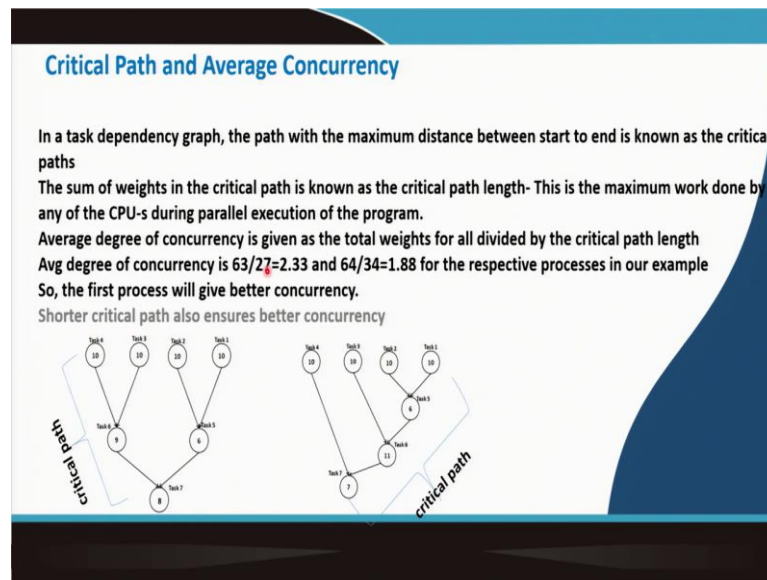 Critical Path and Average Concurrency
In a task dependency graph, the path with the maximum distance between start to end is known as the critica
paths
The sum of weights in the critical path is known as the critical path length- This is the maximum work done by
any of the CPU-s during parallel execution of the program.
Average degree of concurrency is given as the total weights for all divided by the critical path length
Avg degree of concurrency is 63/27=2.33 and 64/34=1.88 for the respective processes in our example
So, the first process will give better concurrency.
Shorter critical path also ensures better concurrency
Task 4 Task 3 Task 2 Task 1
10 10 10 10
Task 6 Task 5
9 6
Task 7
8
critical path
Task 4 Task 3 Task 2 Task 1
10 10 10 10
Task 5
6
Task 6
11
Task 7
7
critical path